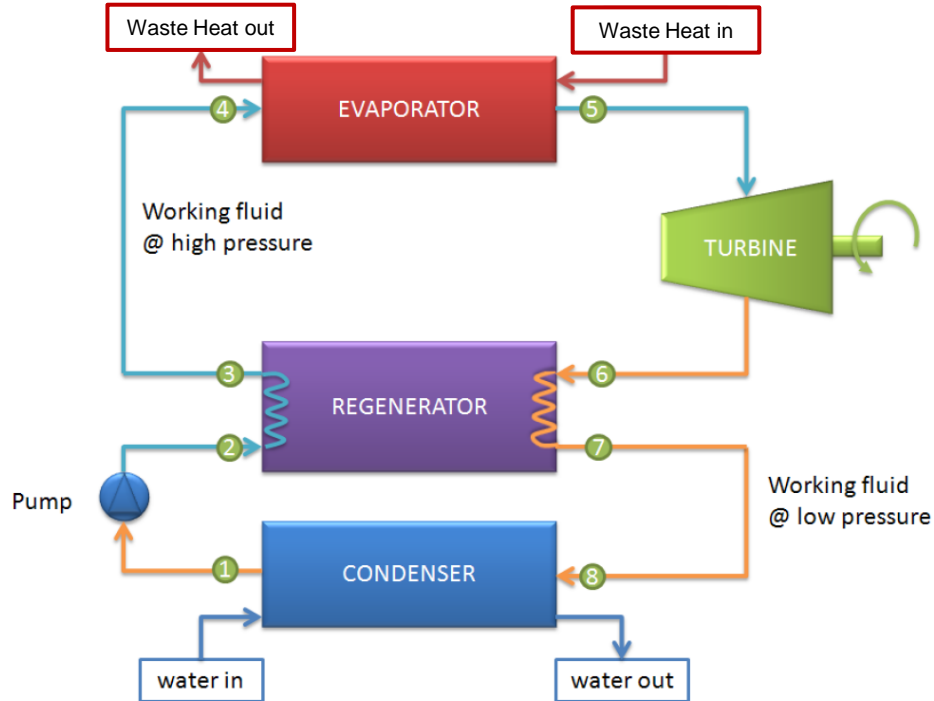 Waste Heat out
Waste Heat in
4
EVAPORATOR
5
Working fluid
@ high pressure
TURBINE
3
6
REGENERATOR
2
7
Pump
Working fluid
@ low pressure
1
CONDENSER
8
water in
water out